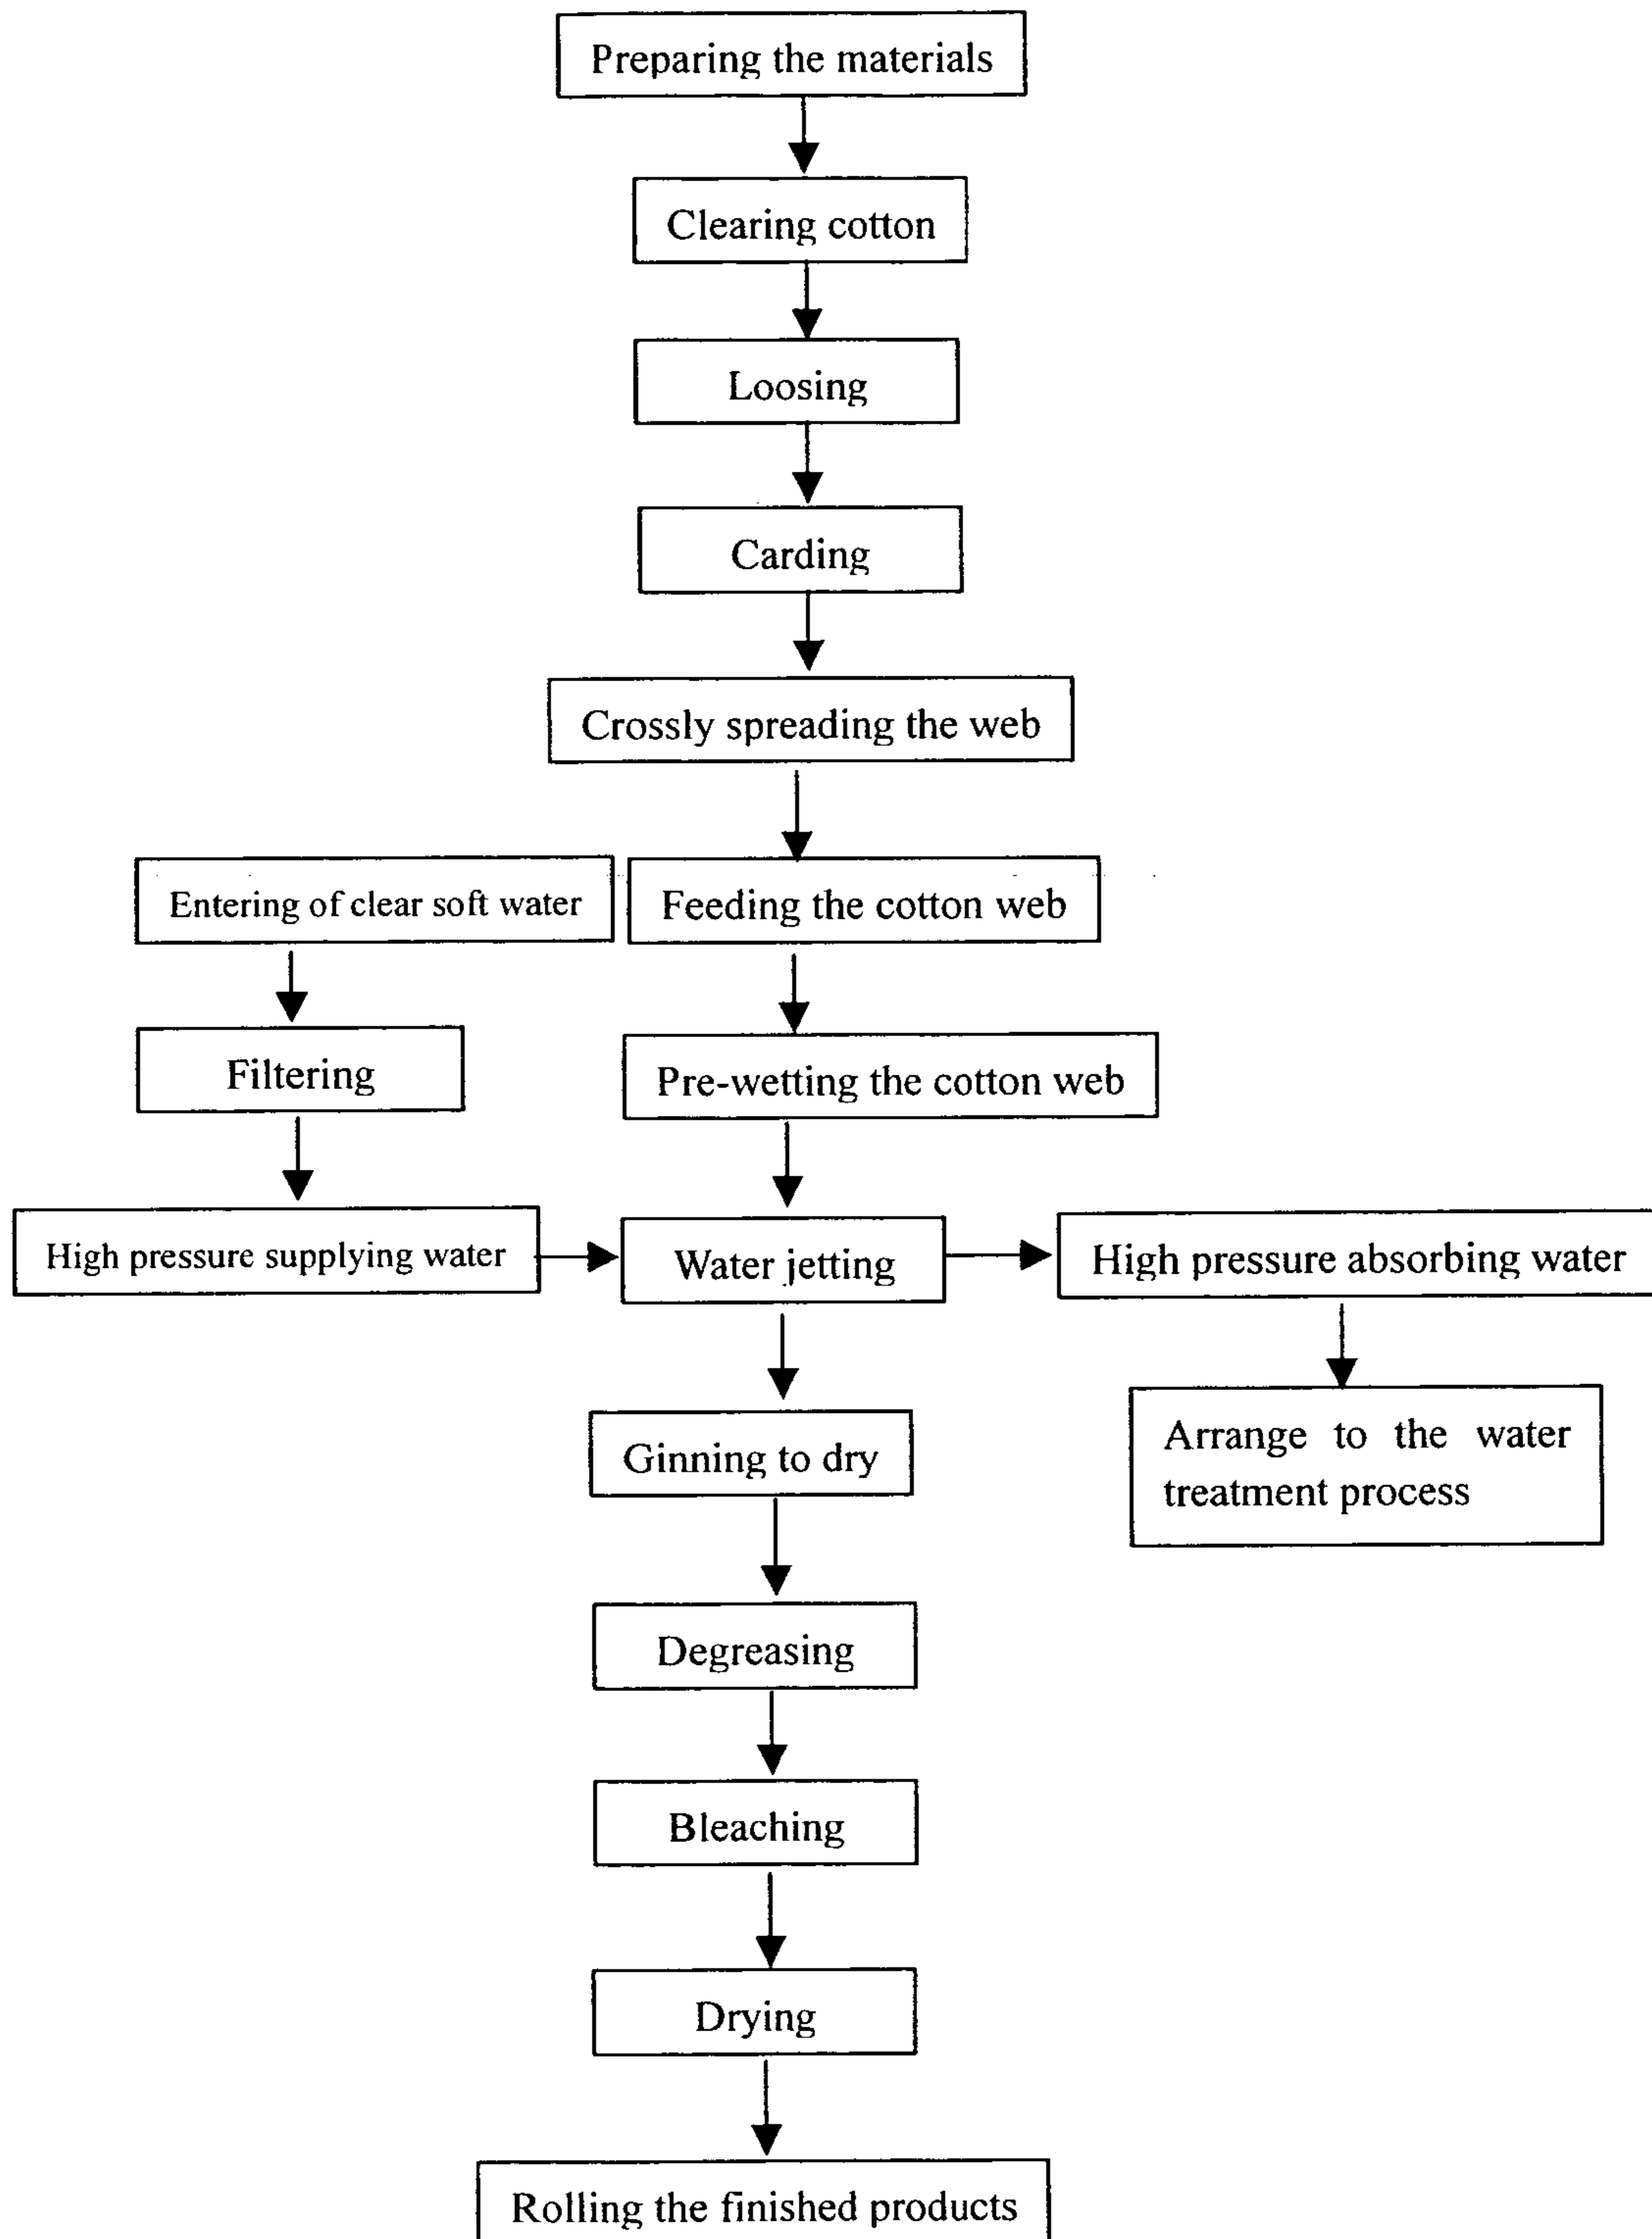 Preparing the materials
Clearing cotton
Loosing
Carding
Crossly spreading the web
Entering of clear soft water
Feeding the cotton web
Filtering
Pre-wetting the cotton web
High pressure supplying water
Water jetting
High pressure absorbing water
Arrange to the water
treatment process
Ginning to dry
Degreasing
Bleaching
Drying
Rolling the finished products